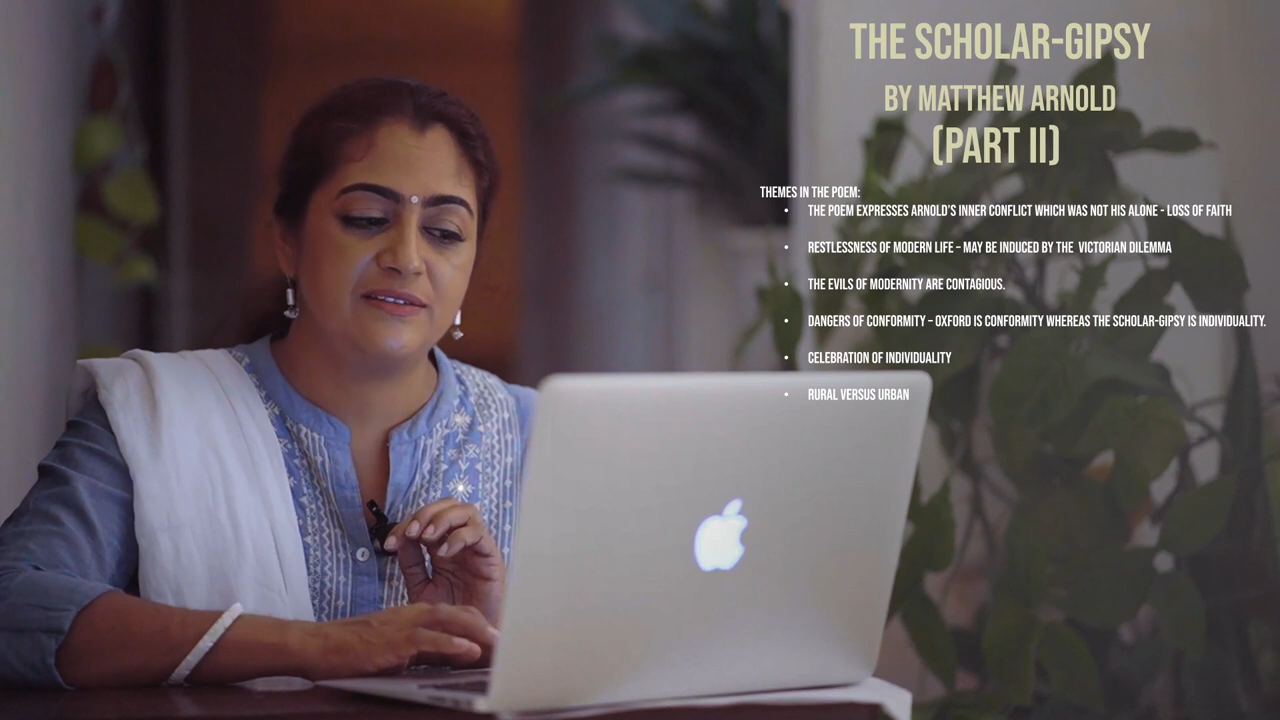 THE SCHOLAR-GIPSY
BY MATTHEW ARNOLD
(PART II)
THEMES IN THE POEM:
• THE POEM EXPRESSES ARNOLD'S INNER CONFLICT WHICH WAS NOT HIS ALONE - LOSS OF FAITH
• RESTLESSNESS OF MODERN LIFE – MAY BE INDUCED BY THE VICTORIAN DILEMMA
• THE EVILS OF MODERNITY ARE CONTAGIOUS.
• DANGERS OF CONFORMITY – OXFORD IS CONFORMITY WHEREAS THE SCHOLAR-GIPSY IS INDIVIDUALITY.
• CELEBRATION OF INDIVIDUALITY
• RURAL VERSUS URBAN